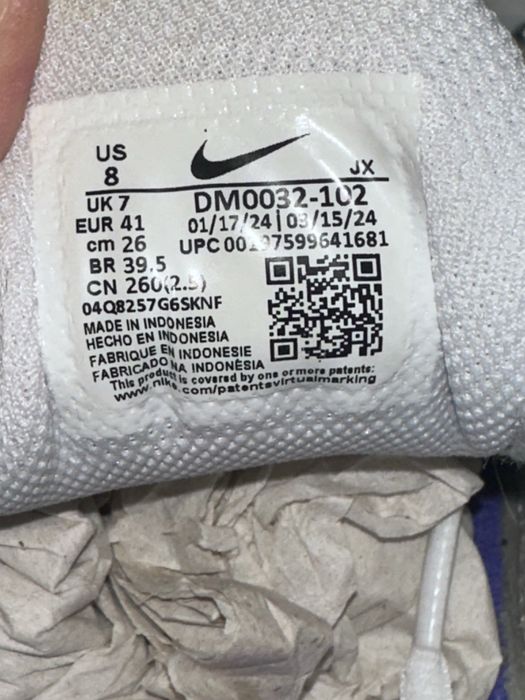 US
8
JX
UK 7 DM0032-102
EUR 41 01/17/24 | 03/15/24
cm 26 UPC 00197599641681
BR 39.5
CN 260(2.5)
04Q8257G6SKNF
MADE IN INDONESIA
HECHO EN INDONESIA
FABRIQUE EN INDONESIE
FABRICADO NA INDONÉSIA
This product is covered by one or more patents:
www.nike.com/patentsvirtualmarking